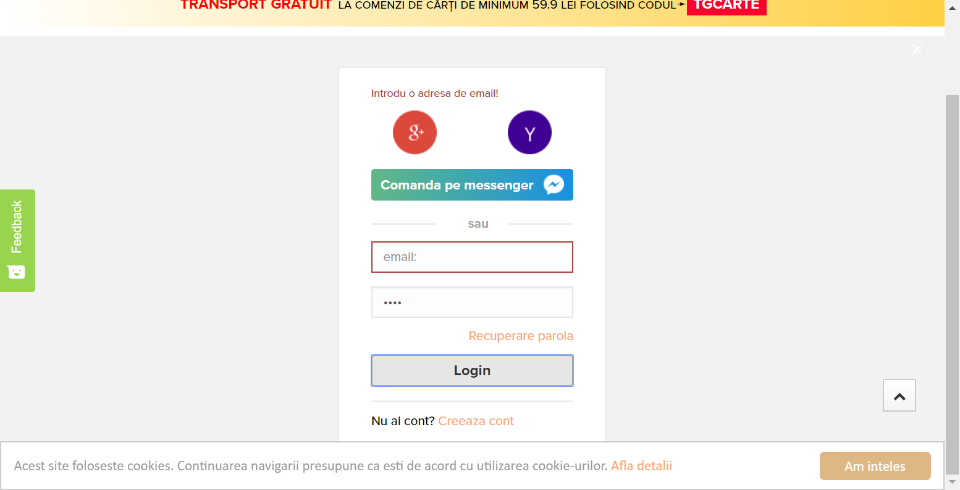 TRANSPORT GRATUIT LA COMENZI DE CĂRȚI DE MINIMUM 59.9 LEI FOLOSIND CODUL TGCARTE
Introdu o adresa de email!
g+ Y
Comanda pe messenger
sau
email:
Recuperare parola
Login
Nu ai cont? Creeaza cont
Feedback
Acest site foloseste cookies. Continuarea navigarii presupune ca esti de acord cu utilizarea cookie-urilor. Afla detalii
Am inteles